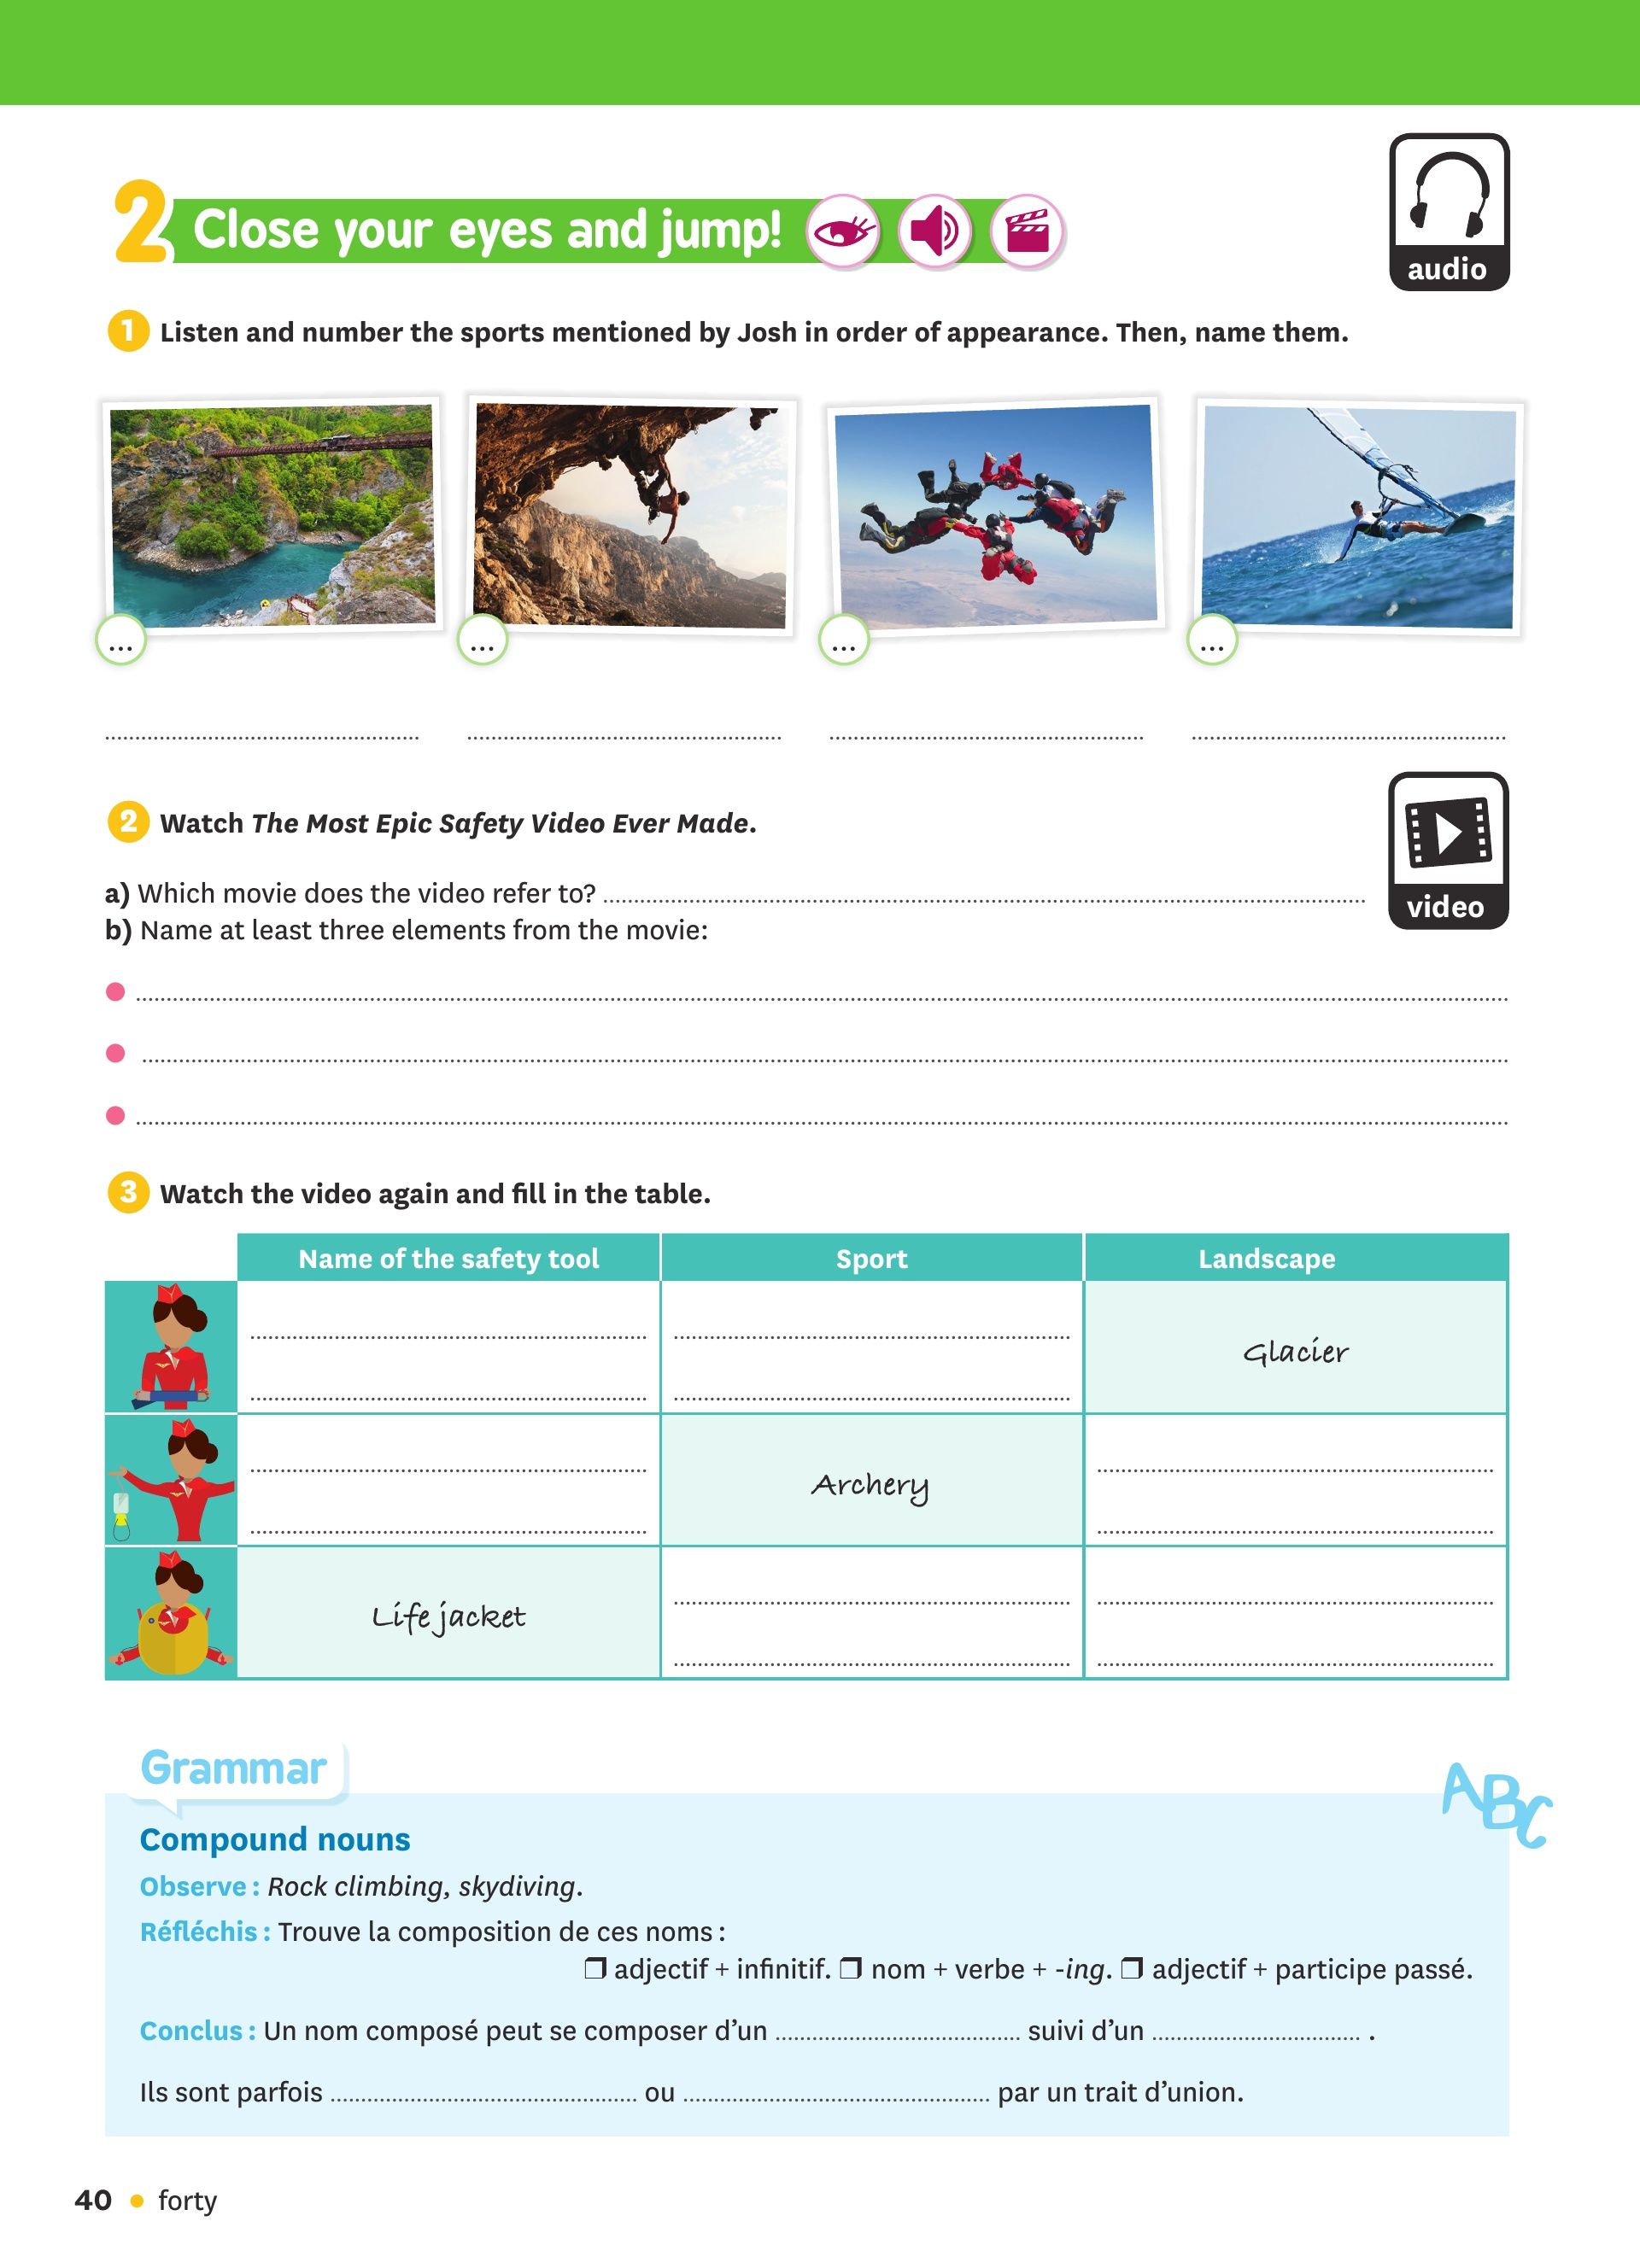 2 Close your eyes and jump!
audio
1 Listen and number the sports mentioned by Josh in order of appearance. Then, name them.
... ... ... ...
2 Watch The Most Epic Safety Video Ever Made.
video
a) Which movie does the video refer to?
b) Name at least three elements from the movie:
3 Watch the video again and fill in the table.
Name of the safety tool Sport Landscape
Glacier
Archery
Life jacket
Grammar
ABC
Compound nouns
Observe : Rock climbing, skydiving.
Réfléchis : Trouve la composition de ces noms :
❒ adjectif + infinitif. ❒ nom + verbe + -ing. ❒ adjectif + participe passé.
Conclus : Un nom composé peut se composer d’un ........ suivi d’un ........ .
Ils sont parfois ........ ou ........ par un trait d’union.
40 • forty